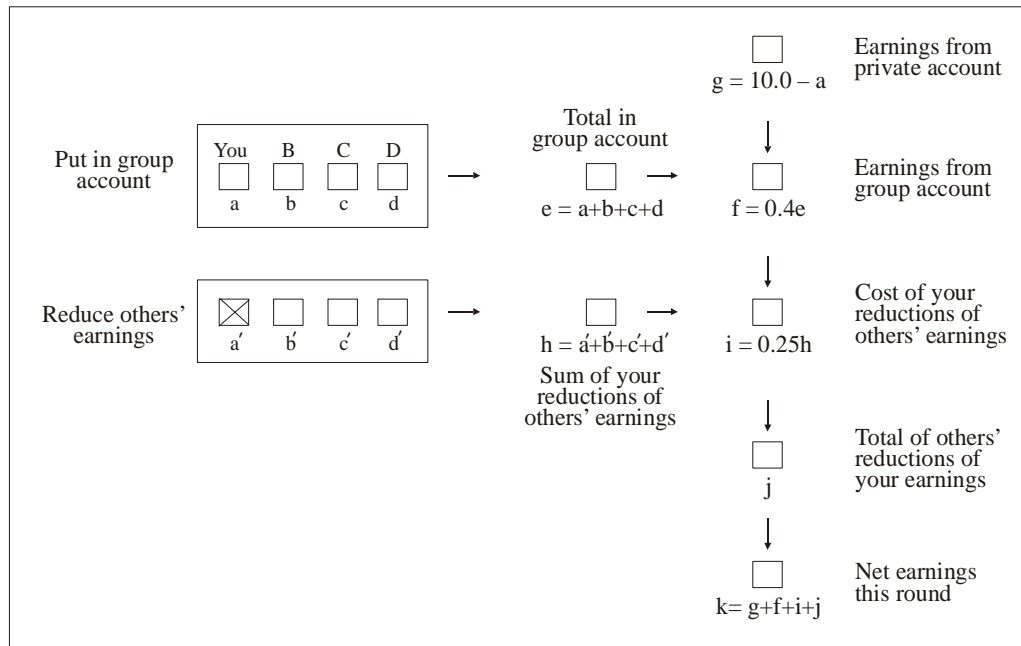 Earnings from
private account
g = 10.0 – a
Total in
group account
Put in group
account
You B C D
a b c d
e = a+b+c+d
f = 0.4e
Earnings from
group account
Reduce others’
earnings
a′ b′ c′ d′
h = a′+b′+c′+d′
Sum of your
reductions of
others’ earnings
i = 0.25h
Cost of your
reductions of
others’ earnings
j
Total of others’
reductions of
your earnings
k= g+f+i+j
Net earnings
this round